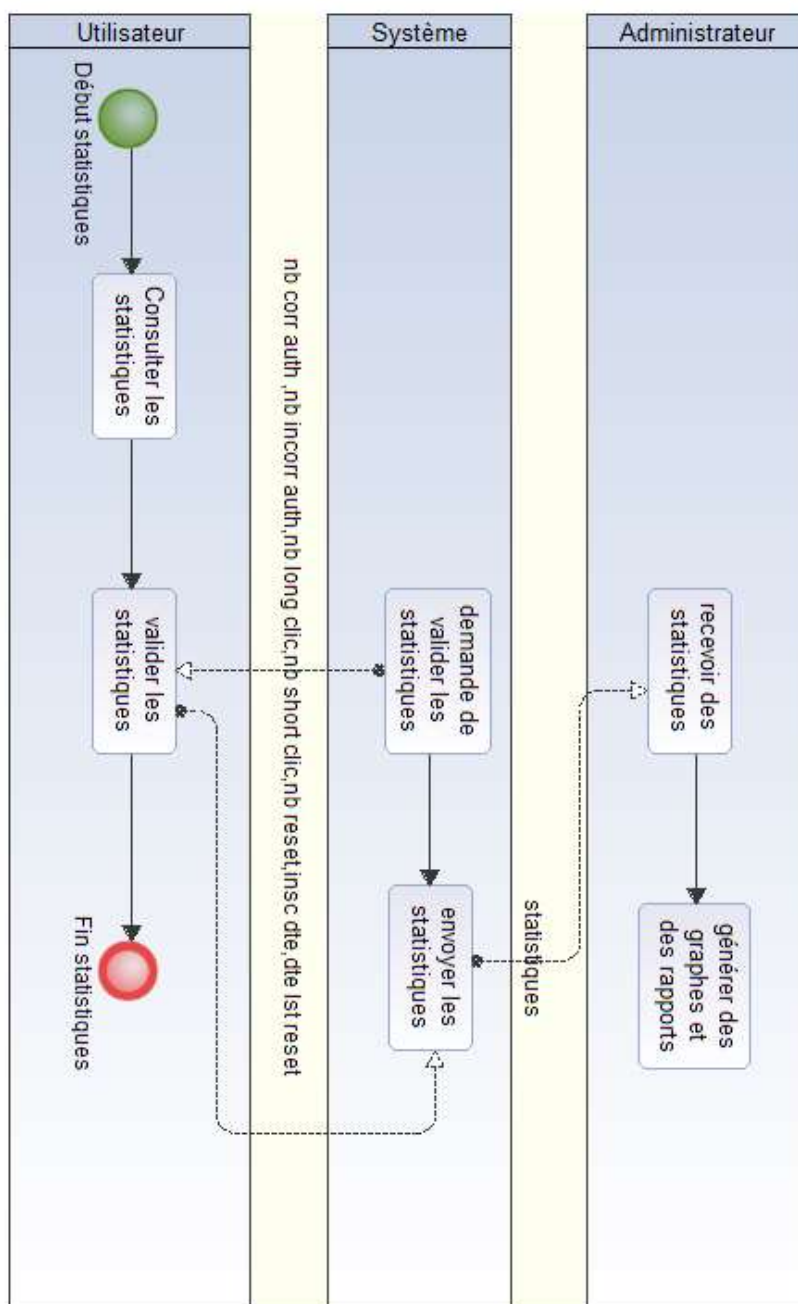 Utilisateur
Système
Administrateur
Début statistiques
Consulter les
statistiques
valider les
statistiques
Fin statistiques
nb corr auth ,nb incorr auth,nb long clic,nb short clic,nb reset,insc dte,dte lst reset
demande de
valider les
statistiques
envoyer les
statistiques
statistiques
recevoir des
statistiques
générer des
graphes et
des rapports